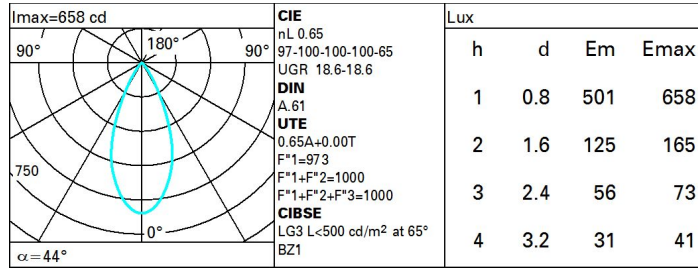 Imax=658 cd
90° 180° 90°
750
0°
α=44°
CIE
nL 0.65
97-100-100-100-65
UGR 18.6-18.6
DIN
A.61
UTE
0.65A+0.00T
F"1=973
F"1+F"2=1000
F"1+F"2+F"3=1000
CIBSE
LG3 L<500 cd/m² at 65°
BZ1
Lux
h d Em Emax
1 0.8 501 658
2 1.6 125 165
3 2.4 56 73
4 3.2 31 41